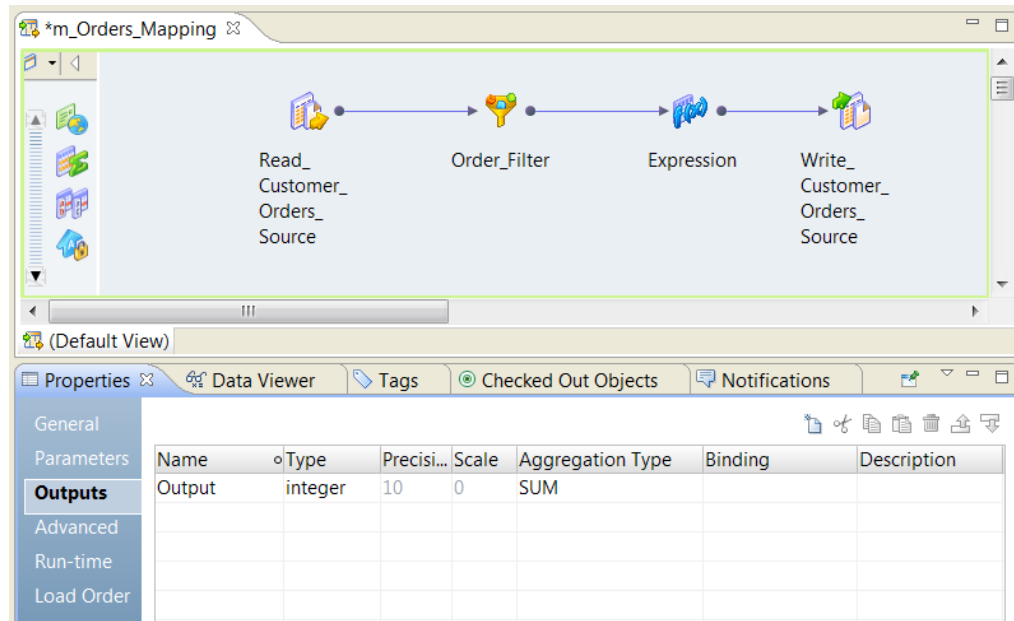 *m_Orders_Mapping
Read_
Customer_
Orders_
Source
Order_Filter
Expression
Write_
Customer_
Orders_
Source
(Default View)
Properties Data Viewer Tags Checked Out Objects Notifications
General
Parameters
Outputs
Advanced
Run-time
Load Order
Name Type Precisi... Scale Aggregation Type Binding Description
Output integer 10 0 SUM